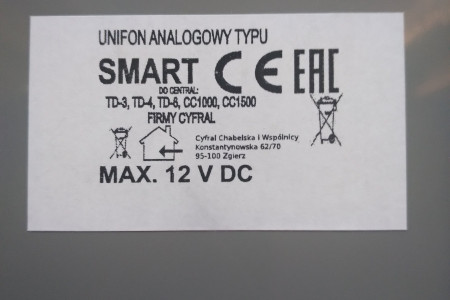 UNIFON ANALOGOWY TYPU
SMART CE EAC
DO CENTRAL:
TD-3, TD-4, TD-6, CC1000, CC1500
FIRMY CYFRAL
Cyfral Chabelska i Wspólnicy
Konstantynowska 62/70
95-100 Zgierz
MAX. 12 V DC